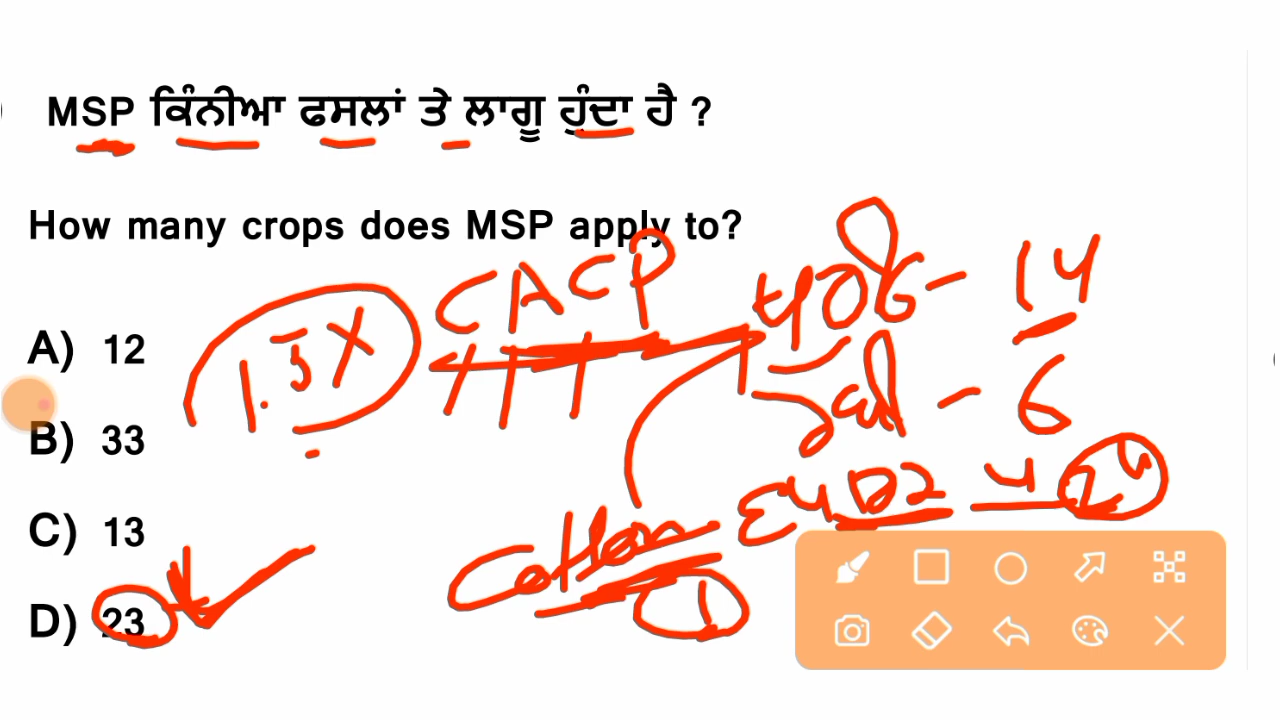 MSP ਕਿੰਨੀਆ ਫਸਲਾਂ ਤੇ ਲਾਗੂ ਹੁੰਦਾ ਹੈ ?
How many crops does MSP apply to?
CACP
- 14
A) 12
1.5X
- 6
B) 33
Cotton
C) 13
1
D) 23